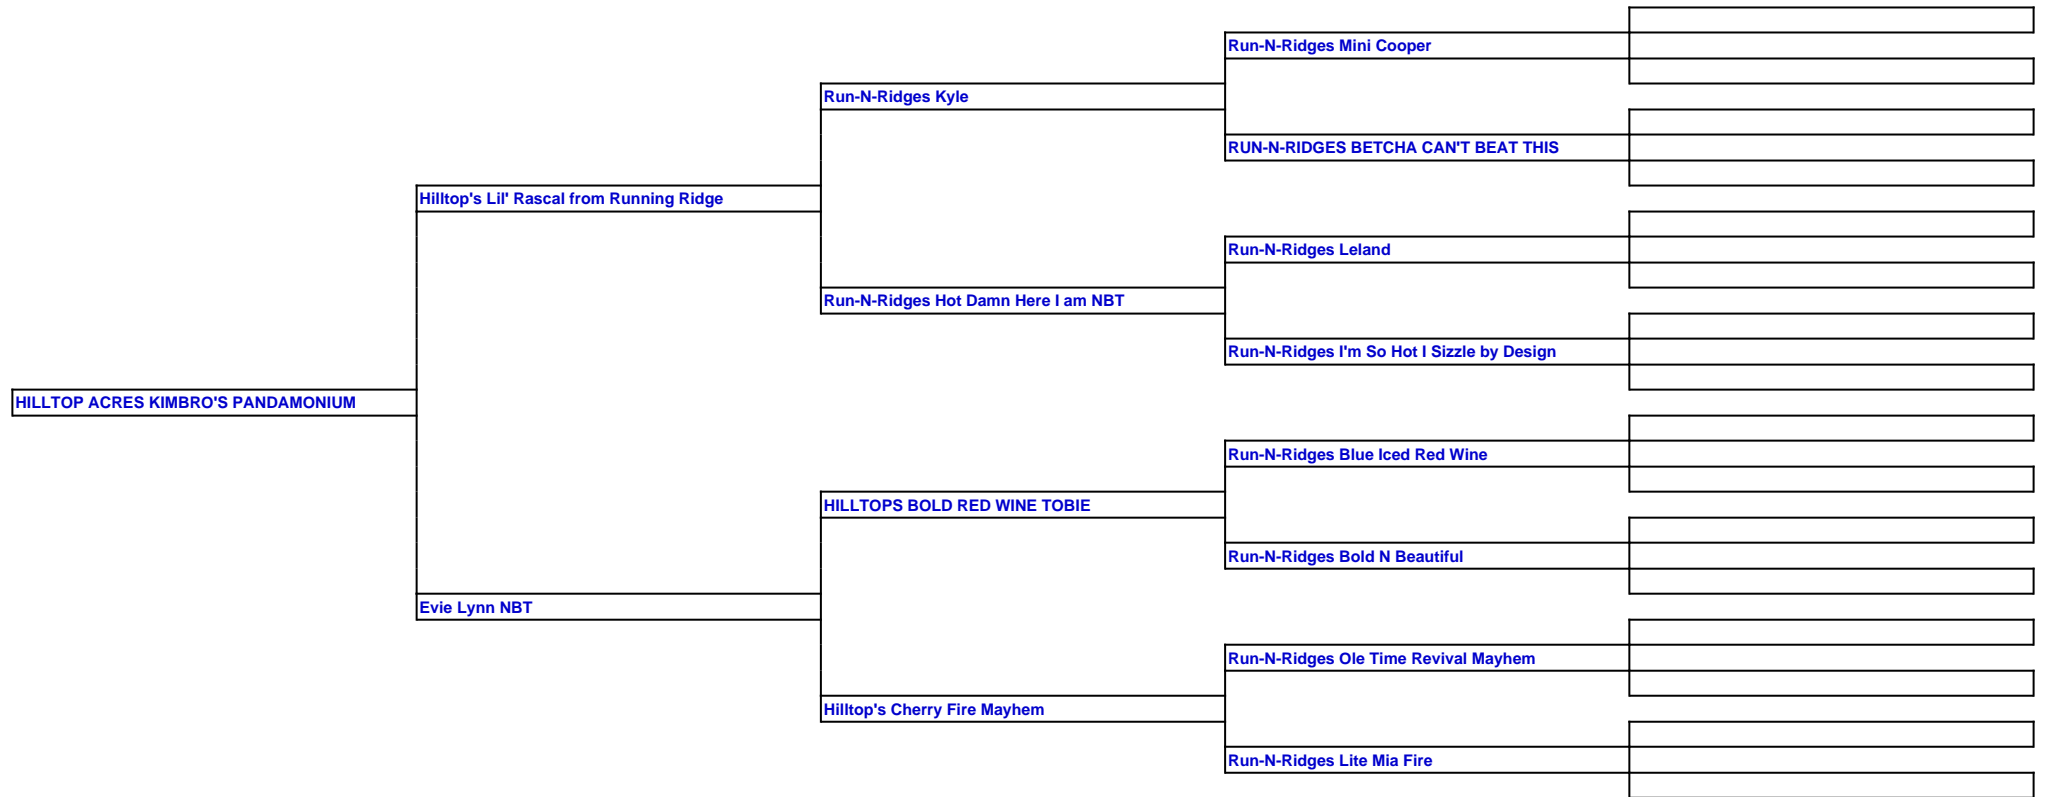 Run-N-Ridges Mini Cooper
Run-N-Ridges Kyle
RUN-N-RIDGES BETCHA CAN'T BEAT THIS
Hilltop's Lil' Rascal from Running Ridge
Run-N-Ridges Leland
Run-N-Ridges Hot Damn Here I am NBT
Run-N-Ridges I'm So Hot I Sizzle by Design
HILLTOP ACRES KIMBRO'S PANDAMONIUM
Run-N-Ridges Blue Iced Red Wine
HILLTOPS BOLD RED WINE TOBIE
Run-N-Ridges Bold N Beautiful
Evie Lynn NBT
Run-N-Ridges Ole Time Revival Mayhem
Hilltop's Cherry Fire Mayhem
Run-N-Ridges Lite Mia Fire